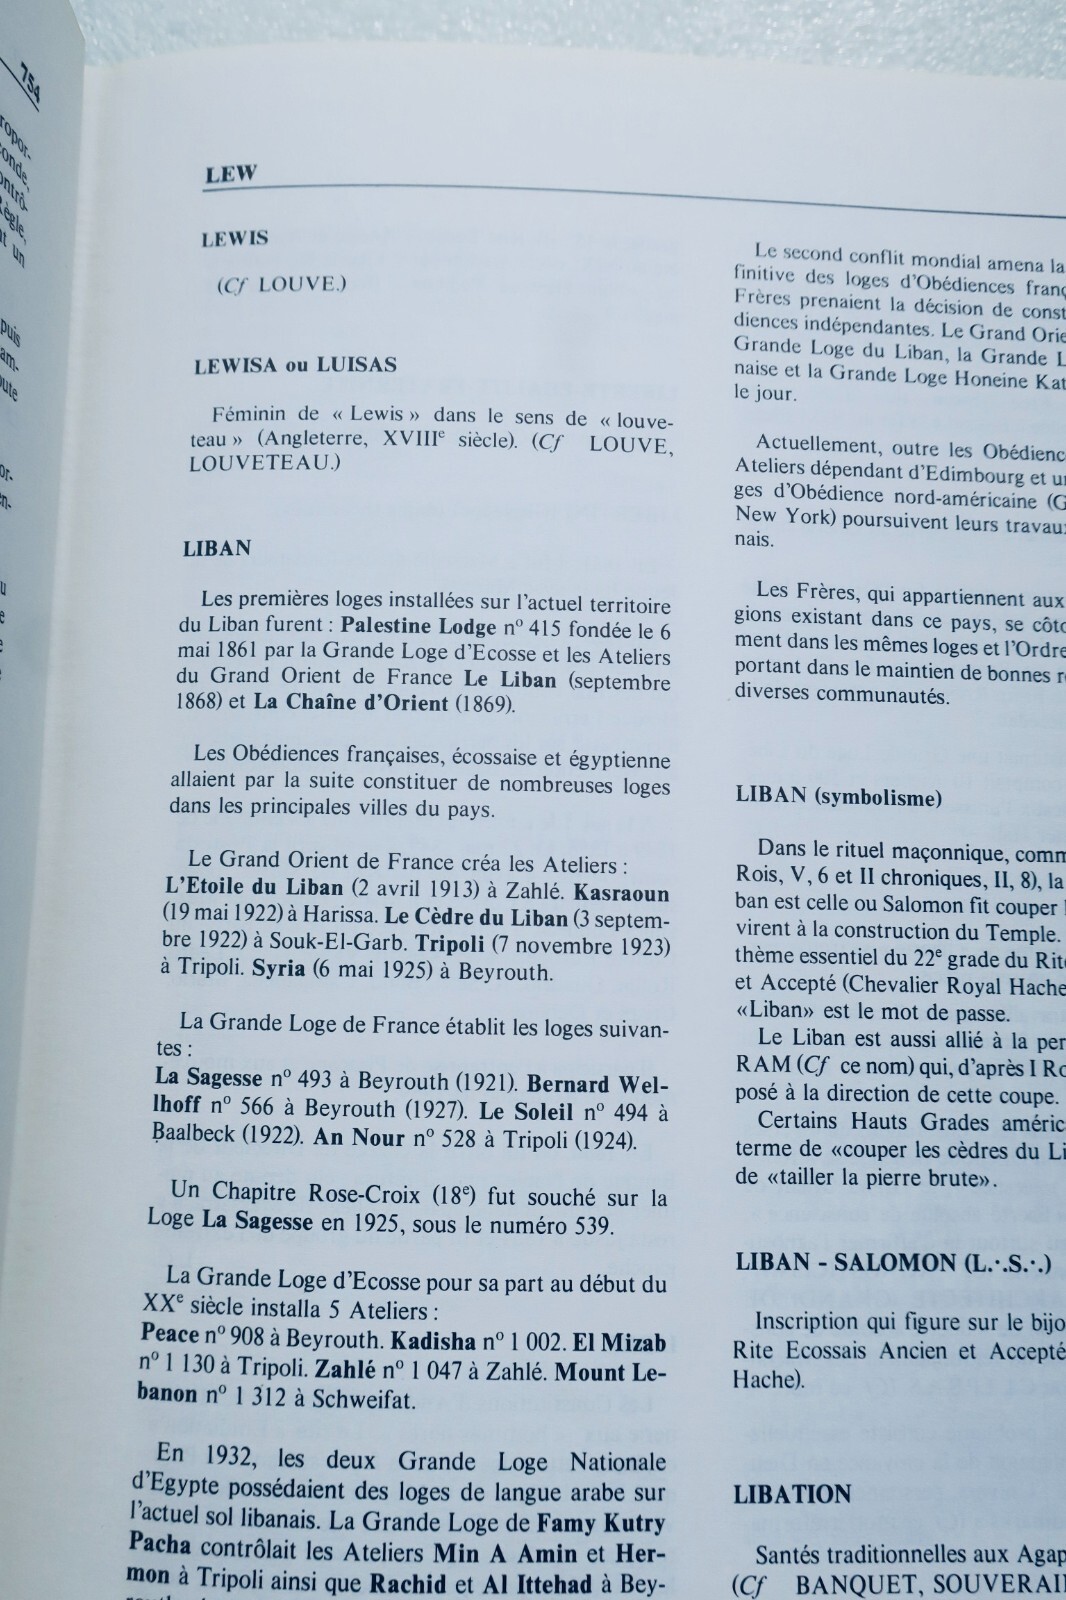 754
LEW
LEWIS
(Cf LOUVE.)
LEWISA ou LUISAS
Féminin de « Lewis » dans le sens de « louve-
teau » (Angleterre, XVIIIe siècle). (Cf LOUVE,
LOUVETEAU.)
LIBAN
Les premières loges installées sur l'actuel territoire
du Liban furent : Palestine Lodge nº 415 fondée le 6
mai 1861 par la Grande Loge d'Ecosse et les Ateliers
du Grand Orient de France Le Liban (septembre
1868) et La Chaîne d'Orient (1869).
Les Obédiences françaises, écossaise et égyptienne
allaient par la suite constituer de nombreuses loges
dans les principales villes du pays.
Le Grand Orient de France créa les Ateliers :
L'Etoile du Liban (2 avril 1913) à Zahlé. Kasraoun
(19 mai 1922) à Harissa. Le Cèdre du Liban (3 septem-
bre 1922) à Souk-El-Garb. Tripoli (7 novembre 1923)
à Tripoli. Syria (6 mai 1925) à Beyrouth.
La Grande Loge de France établit les loges suivan-
tes :
La Sagesse nº 493 à Beyrouth (1921). Bernard Wel-
lhoff nº 566 à Beyrouth (1927). Le Soleil nº 494 à
Baalbeck (1922). An Nour nº 528 à Tripoli (1924).
Un Chapitre Rose-Croix (18e) fut souché sur la
Loge La Sagesse en 1925, sous le numéro 539.
La Grande Loge d'Ecosse pour sa part au début du
XXe siècle installa 5 Ateliers :
Peace nº 908 à Beyrouth. Kadisha nº 1 002. El Mizab
nº 1 130 à Tripoli. Zahlé nº 1 047 à Zahlé. Mount Le-
banon nº 1 312 à Schweifat.
En 1932, les deux Grande Loge Nationale
d'Egypte possédaient des loges de langue arabe sur
l'actuel sol libanais. La Grande Loge de Famy Kutry
Pacha contrôlait les Ateliers Min A Amin et Her-
mon à Tripoli ainsi que Rachid et Al Ittehad à Bey-
Le second conflit mondial amena la
finitive des loges d'Obédiences franç
Frères prenaient la décision de const
diences indépendantes. Le Grand Orie
Grande Loge du Liban, la Grande L
naise et la Grande Loge Honeine Kat
le jour.
Actuellement, outre les Obédienc
Ateliers dépendant d'Edimbourg et u
ges d'Obédience nord-américaine (G
New York) poursuivent leurs travau
nais.
Les Frères, qui appartiennent aux
gions existant dans ce pays, se côto
ment dans les mêmes loges et l'Ordre
portant dans le maintien de bonnes r
diverses communautés.
LIBAN (symbolisme)
Dans le rituel maçonnique, comm
Rois, V, 6 et II chroniques, II, 8), la
ban est celle ou Salomon fit couper
virent à la construction du Temple.
thème essentiel du 22e grade du Rit
et Accepté (Chevalier Royal Hache
«Liban» est le mot de passe.
Le Liban est aussi allié à la per
RAM (Cf ce nom) qui, d'après I Ro
posé à la direction de cette coupe.
Certains Hauts Grades améric
terme de «couper les cèdres du Li
de «tailler la pierre brute».
LIBAN - SALOMON (L.·.S.·.)
Inscription qui figure sur le bijo
Rite Ecossais Ancien et Accepté
Hache).
LIBATION
Santés traditionnelles aux Agap
(Cf BANQUET, SOUVERAI